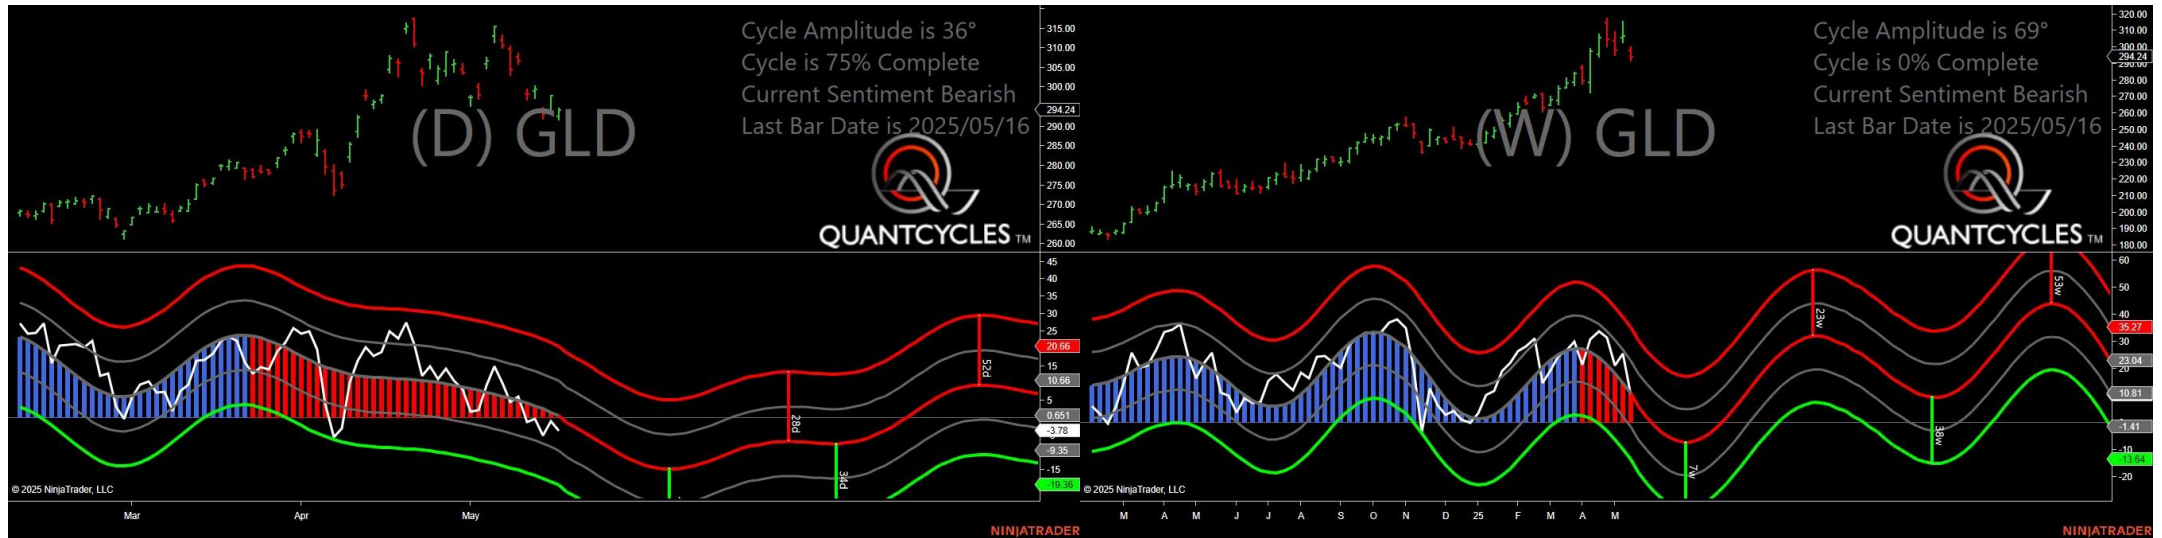 Cycle Amplitude is 36°
Cycle is 75% Complete
Current Sentiment Bearish
Last Bar Date is 2025/05/16
(D) GLD
QUANTCYCLES TM
315.00
310.00
305.00
300.00
294.24
290.00
285.00
280.00
275.00
270.00
265.00
260.00
45
40
35
30
25
20.66
15
10.66
5
0.651
-3.78
-9.35
-15
-19.36
28d
34d
52d
© 2025 NinjaTrader, LLC
Mar
Apr
May
NINJATRADER
Cycle Amplitude is 69°
Cycle is 0% Complete
Current Sentiment Bearish
Last Bar Date is 2025/05/16
(W) GLD
QUANTCYCLES TM
320.00
310.00
300.00
294.24
280.00
270.00
260.00
250.00
240.00
230.00
220.00
210.00
200.00
190.00
180.00
60
50
40
35.27
30
23.04
20
10.81
-1.41
-10
-13.64
-20
7w
23w
38w
53w
© 2025 NinjaTrader, LLC
M
A
M
J
J
A
S
O
N
D
25
F
M
A
M
NINJATRADER